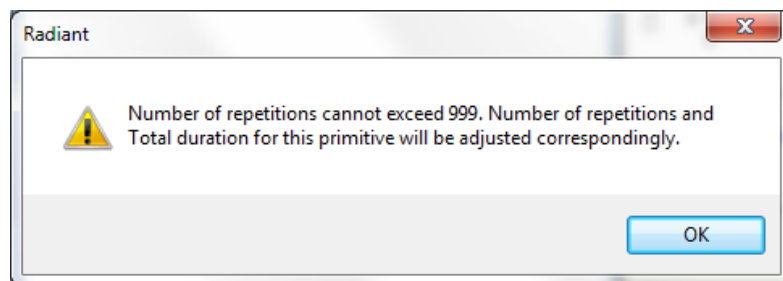 Radiant
Number of repetitions cannot exceed 999. Number of repetitions and
Total duration for this primitive will be adjusted correspondingly.
OK